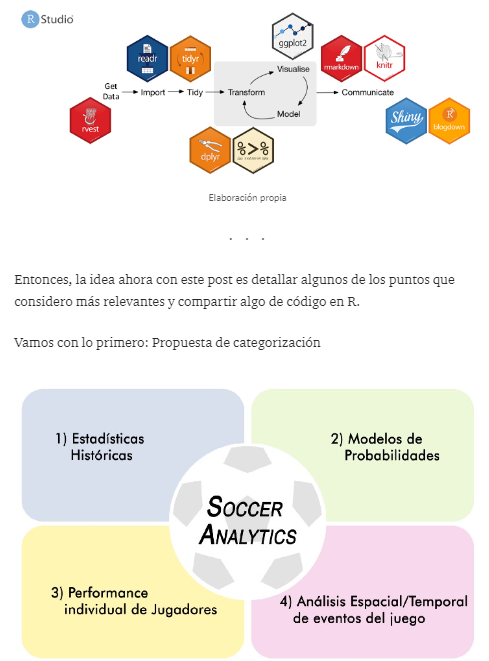 R Studio
readr
tidyr
ggplot2
rmarkdown
knitr
Visualise
Get
Data
Import
Tidy
Transform
Communicate
Model
rvest
dplyr
%>%
Shiny
R
blogdown
Elaboración propia
. . .
Entonces, la idea ahora con este post es detallar algunos de los puntos que
considero más relevantes y compartir algo de código en R.
Vamos con lo primero: Propuesta de categorización
1) Estadísticas
Históricas
2) Modelos de
Probabilidades
SOCCER
ANALYTICS
3) Performance
individual de Jugadores
4) Análisis Espacial/Temporal
de eventos del juego